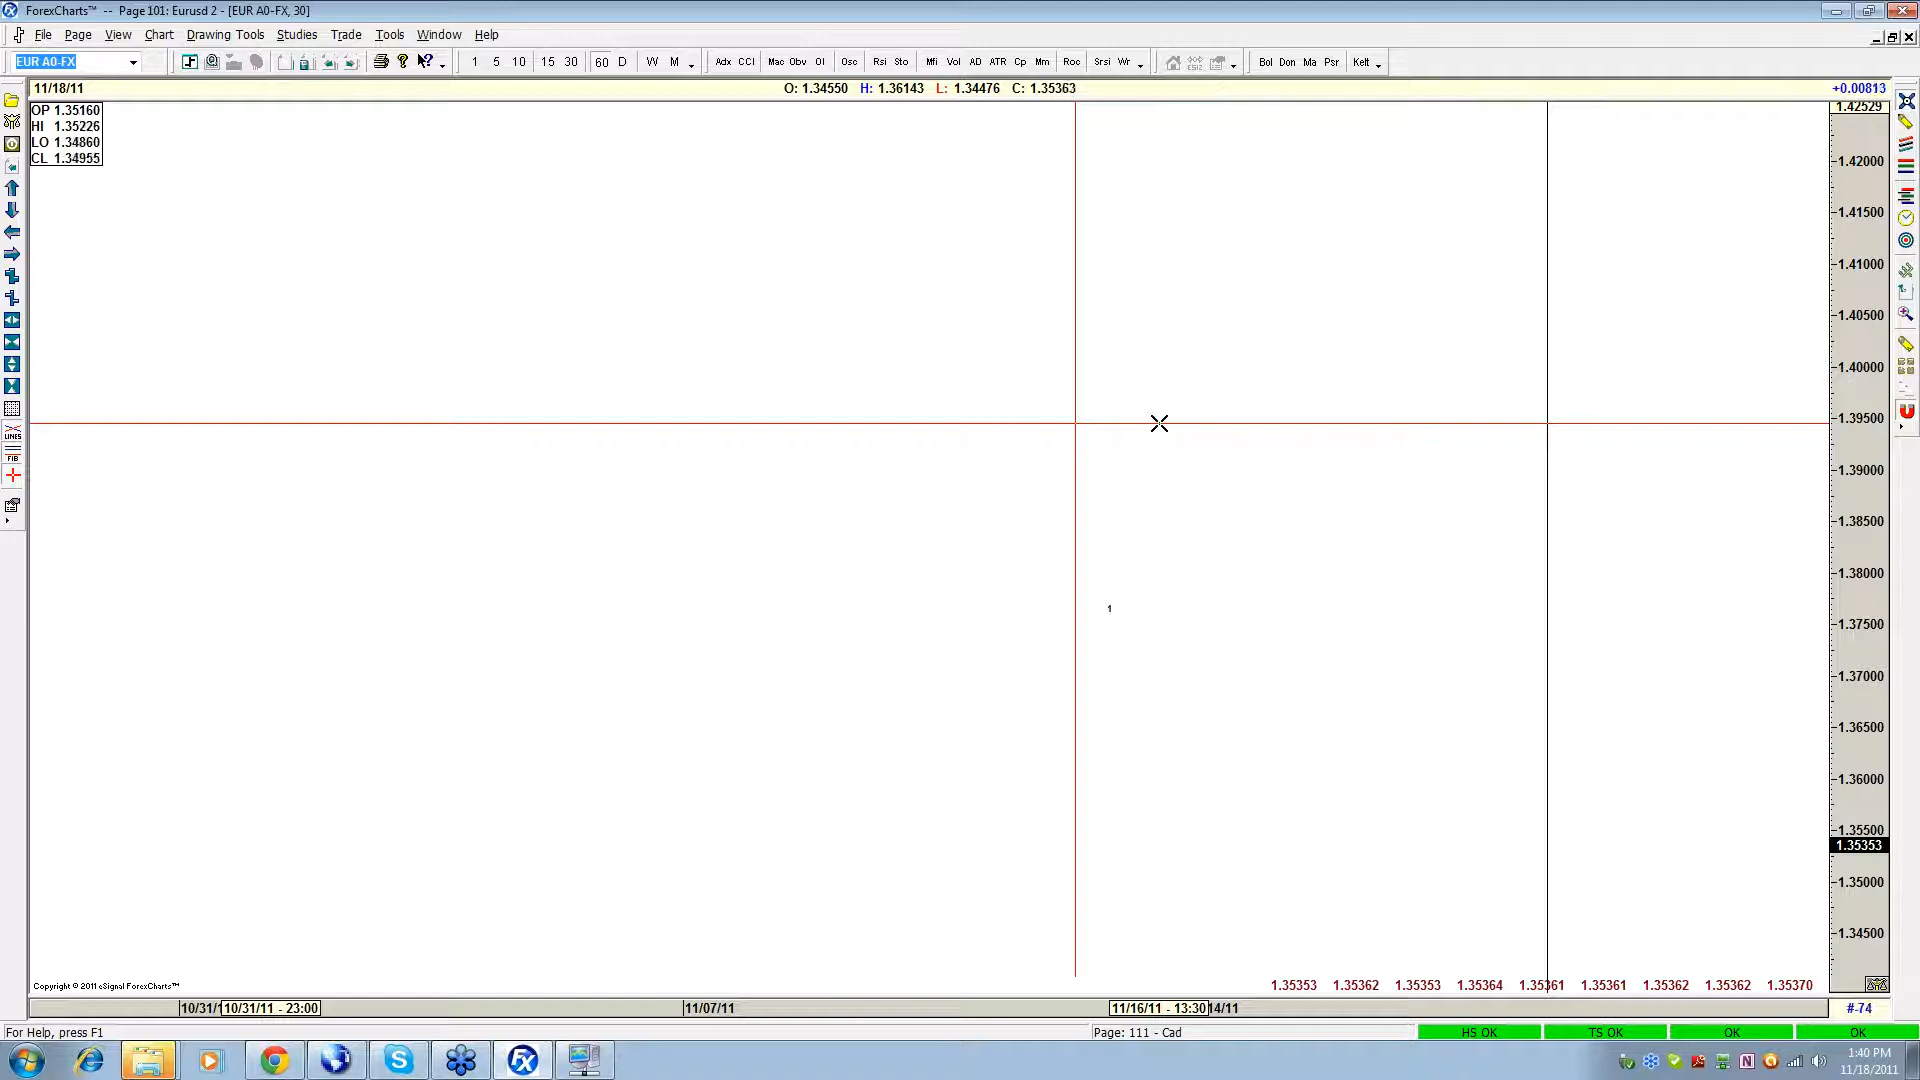 ForexCharts™ -- Page 101: Eurusd 2 - [EUR A0-FX, 30]
File Page View Chart Drawing Tools Studies Trade Tools Window Help
EUR A0-FX 1 5 10 15 30 60 D W M Adx CCI Mac Obv OI Osc Rsi Sto Mfi Vol AD ATR Cp Mm Roc Srsi Wr Bol Don Ma Psr Kelt
11/18/11 O: 1.34550 H: 1.36143 L: 1.34476 C: 1.35363 +0.00813
OP 1.35160
HI 1.35226
LO 1.34860
CL 1.34955
1.42529
1.42000
1.41500
1.41000
1.40500
1.40000
1.39500
1.39000
1.38500
1.38000
1.37500
1.37000
1.36500
1.36000
1.35500
1.35353
1.35000
1.34500
LINES
FIB
1
Copyright © 2011 eSignal ForexCharts™
1.35353 1.35362 1.35353 1.35364 1.35361 1.35361 1.35362 1.35362 1.35370
10/31/1 10/31/11 - 23:00 11/07/11 11/16/11 - 13:30 14/11 #-74
For Help, press F1 Page: 111 - Cad HS OK TS OK OK OK
1:40 PM
11/18/2011